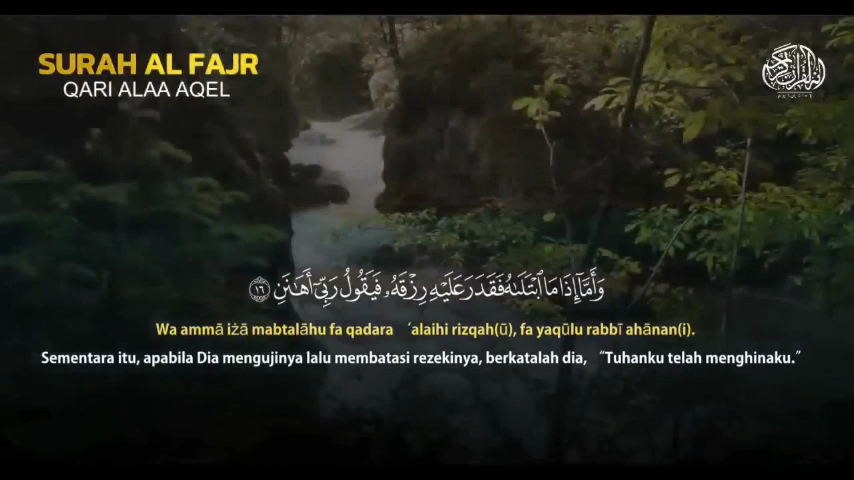 SURAH AL FAJR
QARI ALAA AQEL
وَأَمَّآ إِذَا مَا ٱبْتَلَىٰهُ فَقَدَرَ عَلَيْهِ رِزْقَهُۥ فَيَقُولُ رَبِّىٓ أَهَـٰنَنِ ١٦
Wa ammā iżā mabtalāhu fa qadara ‘alaihi rizqah(ū), fa yaqūlu rabbī ahānan(i).
Sementara itu, apabila Dia mengujinya lalu membatasi rezekinya, berkatalah dia, “Tuhanku telah menghinaku.”